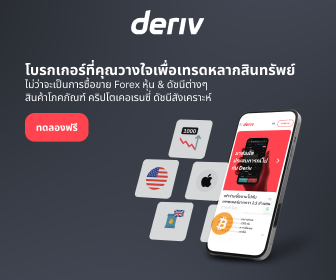 deriv
โบรกเกอร์ที่คุณวางใจเพื่อเทรดหลากสินทรัพย์
ไม่ว่าจะเป็นการซื้อขาย Forex หุ้น & ดัชนีต่างๆ
สินค้าโภคภัณฑ์ คริปโตเคอเรนซี่ ดัชนีสังเคราะห์
ทดลองฟรี
1000
กับ Deriv